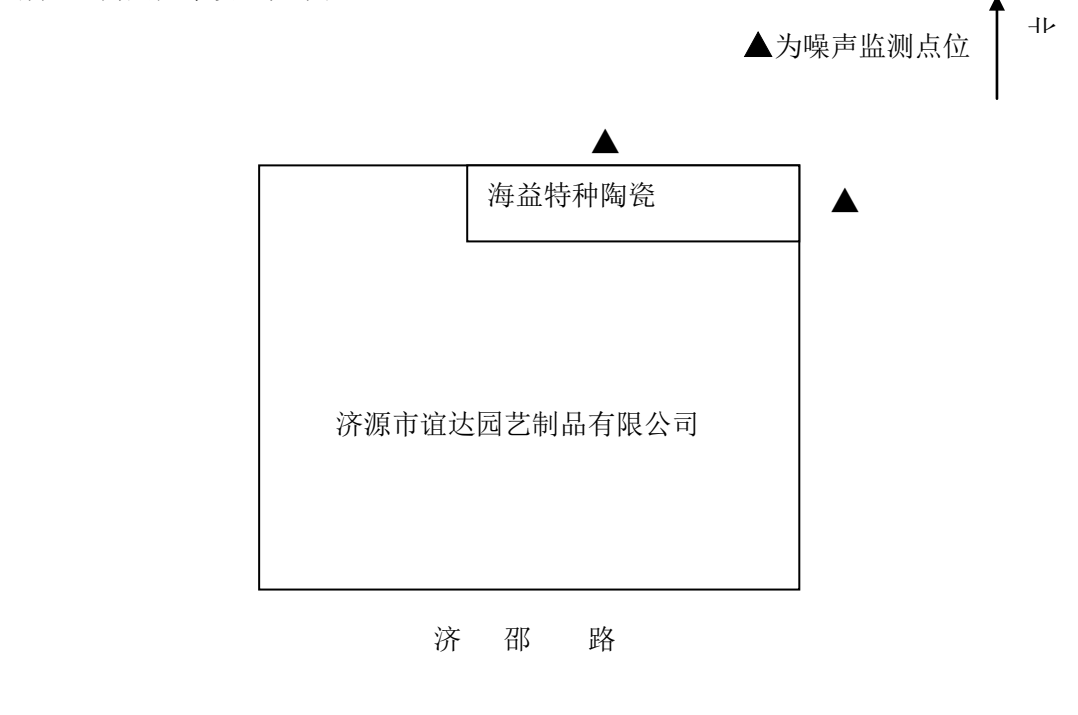 北
▲为噪声监测点位
海益特种陶瓷
济源市谊达园艺制品有限公司
济 邵 路